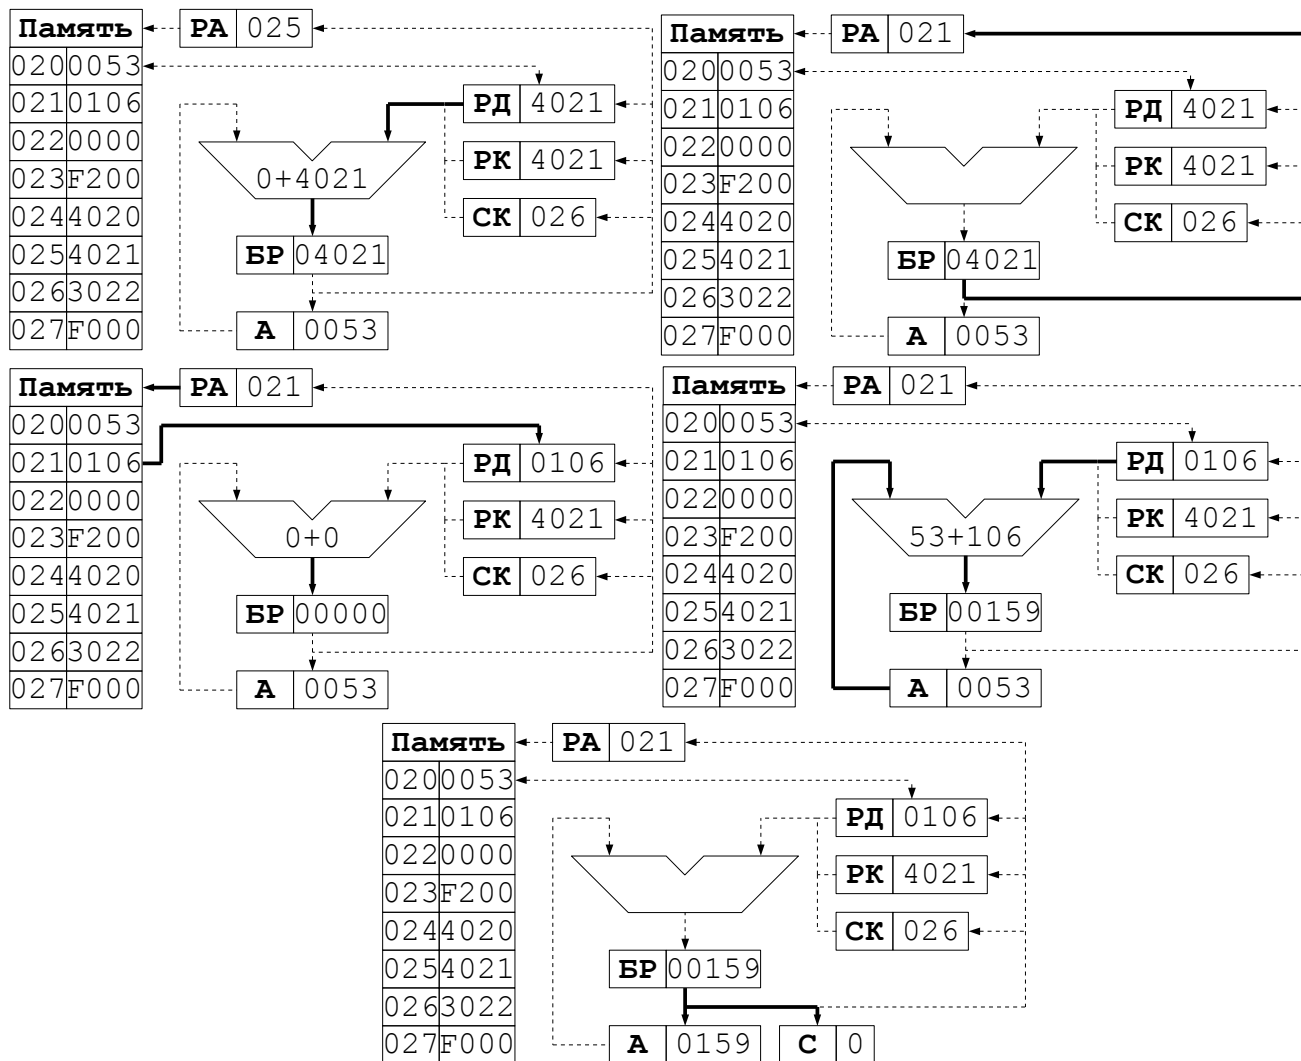 Память РА 025
020 0053
021 0106 РД 4021
022 0000 РК 4021
023 F200 0+4021
024 4020 СК 026
025 4021 БР 04021
026 3022
027 F000 А 0053
Память РА 021
020 0053
021 0106 РД 4021
022 0000 РК 4021
023 F200
024 4020 СК 026
025 4021 БР 04021
026 3022
027 F000 А 0053
Память РА 021
020 0053
021 0106 РД 0106
022 0000 РК 4021
023 F200 0+0
024 4020 СК 026
025 4021 БР 00000
026 3022
027 F000 А 0053
Память РА 021
020 0053
021 0106 РД 0106
022 0000 РК 4021
023 F200 53+106
024 4020 СК 026
025 4021 БР 00159
026 3022
027 F000 А 0053
Память РА 021
020 0053
021 0106 РД 0106
022 0000 РК 4021
023 F200
024 4020 СК 026
025 4021 БР 00159
026 3022
027 F000 А 0159 С 0